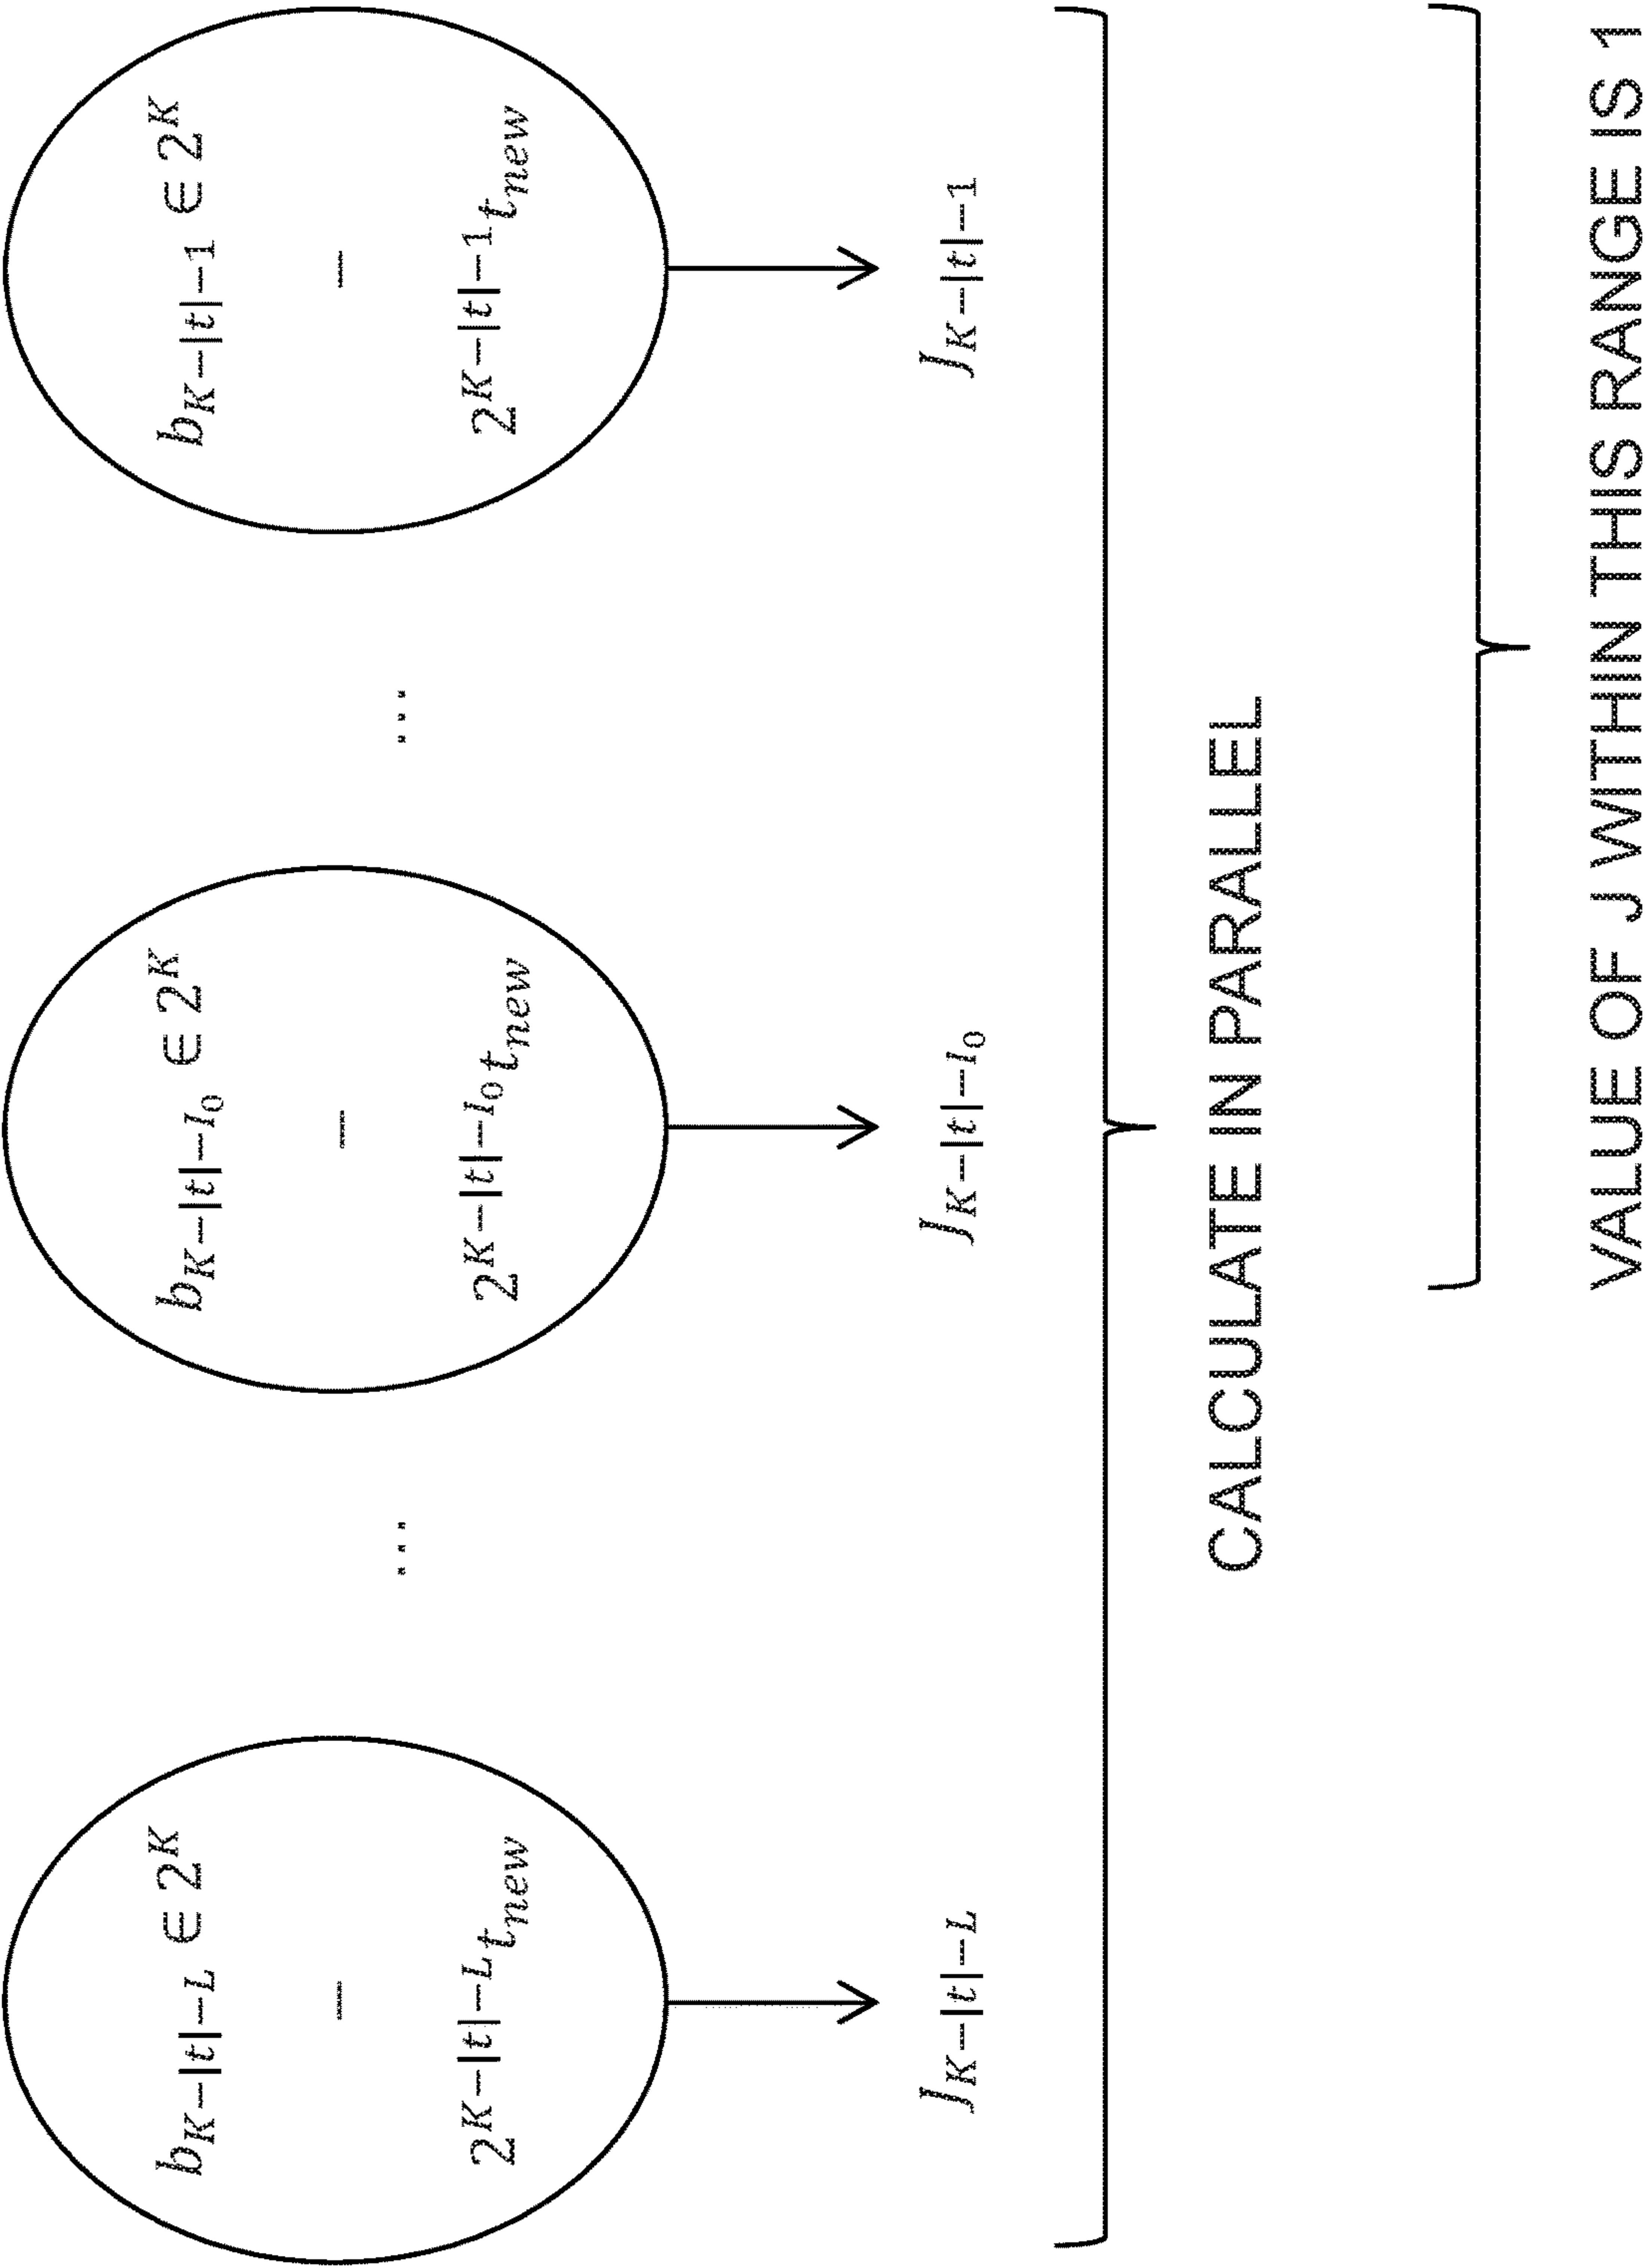 b_{K-|t|-L} ∈ 2^K
−
2^{K-|t|-L} t_{new}
J_{K-|t|-L}
...
b_{K-|t|-l_0} ∈ 2^K
−
2^{K-|t|-l_0} t_{new}
J_{K-|t|-l_0}
...
b_{K-|t|-1} ∈ 2^K
−
2^{K-|t|-1} t_{new}
J_{K-|t|-1}
CALCULATE IN PARALLEL
VALUE OF J WITHIN THIS RANGE IS 1